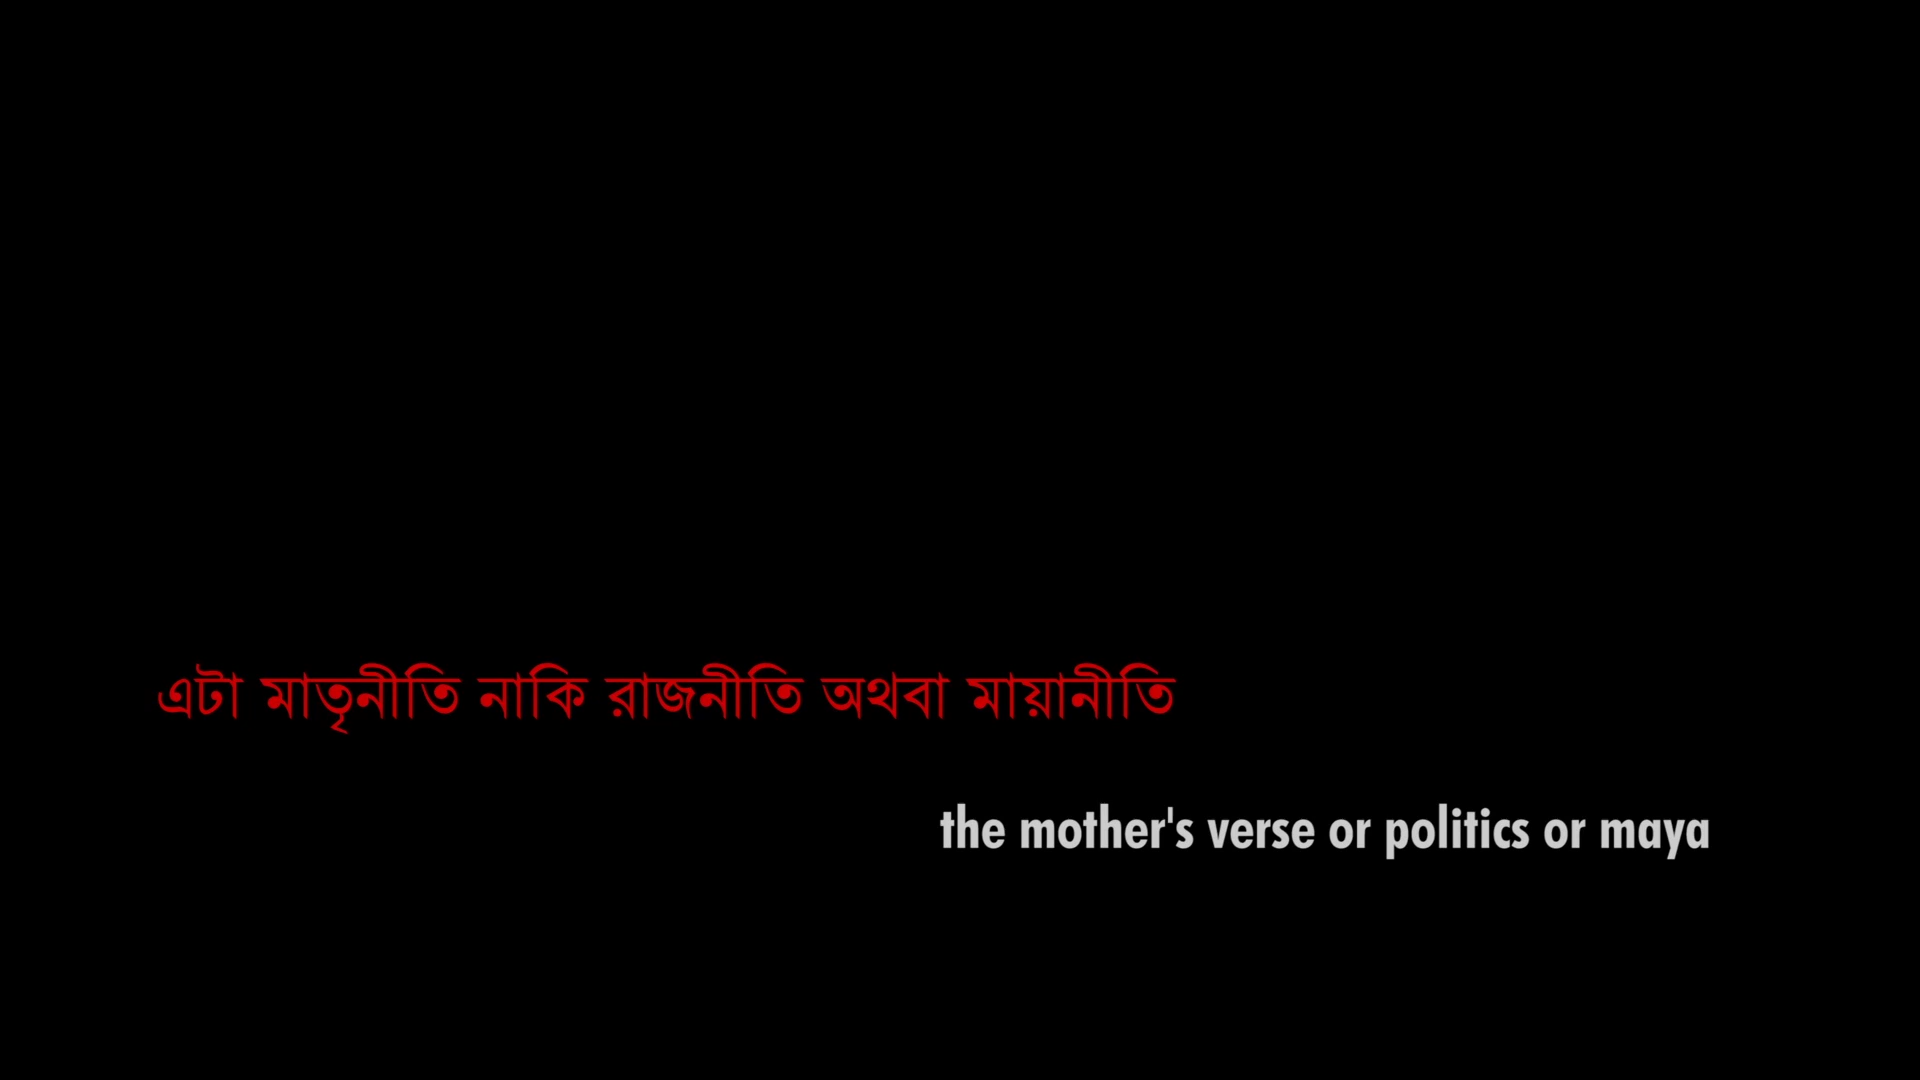 এটা মাতৃনীতি নাকি রাজনীতি অথবা মায়ানীতি
the mother's verse or politics or maya